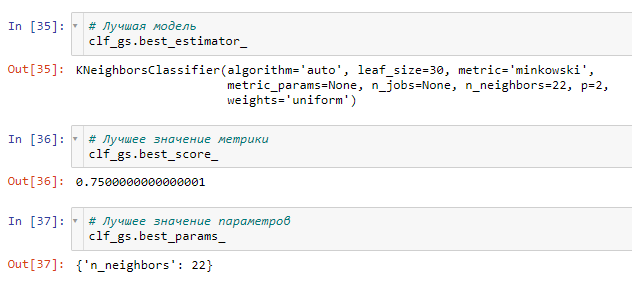 In [35]: # Лучшая модель
clf_gs.best_estimator_
Out[35]: KNeighborsClassifier(algorithm='auto', leaf_size=30, metric='minkowski',
metric_params=None, n_jobs=None, n_neighbors=22, p=2,
weights='uniform')
In [36]: # Лучшее значение метрики
clf_gs.best_score_
Out[36]: 0.7500000000000001
In [37]: # Лучшее значение параметров
clf_gs.best_params_
Out[37]: {'n_neighbors': 22}